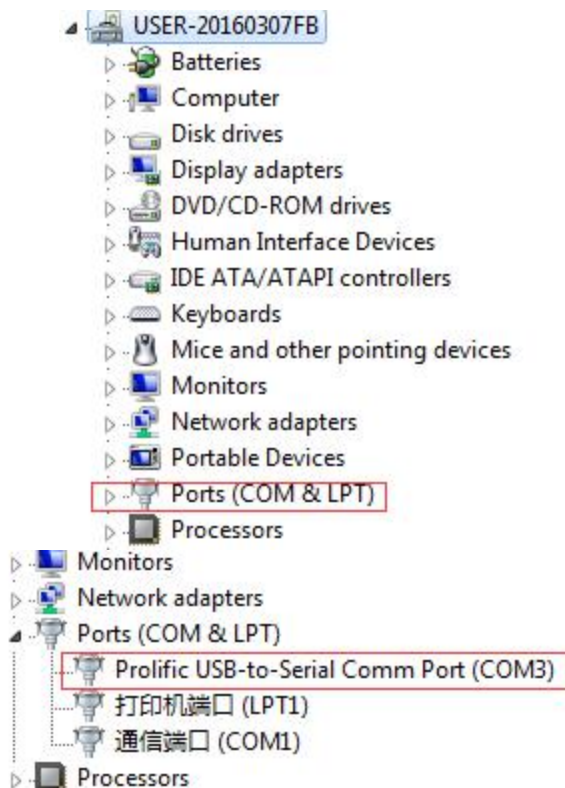 USER-20160307FB
Batteries
Computer
Disk drives
Display adapters
DVD/CD-ROM drives
Human Interface Devices
IDE ATA/ATAPI controllers
Keyboards
Mice and other pointing devices
Monitors
Network adapters
Portable Devices
Ports (COM & LPT)
Processors
Monitors
Network adapters
Ports (COM & LPT)
Prolific USB-to-Serial Comm Port (COM3)
打印机端口 (LPT1)
通信端口 (COM1)
Processors